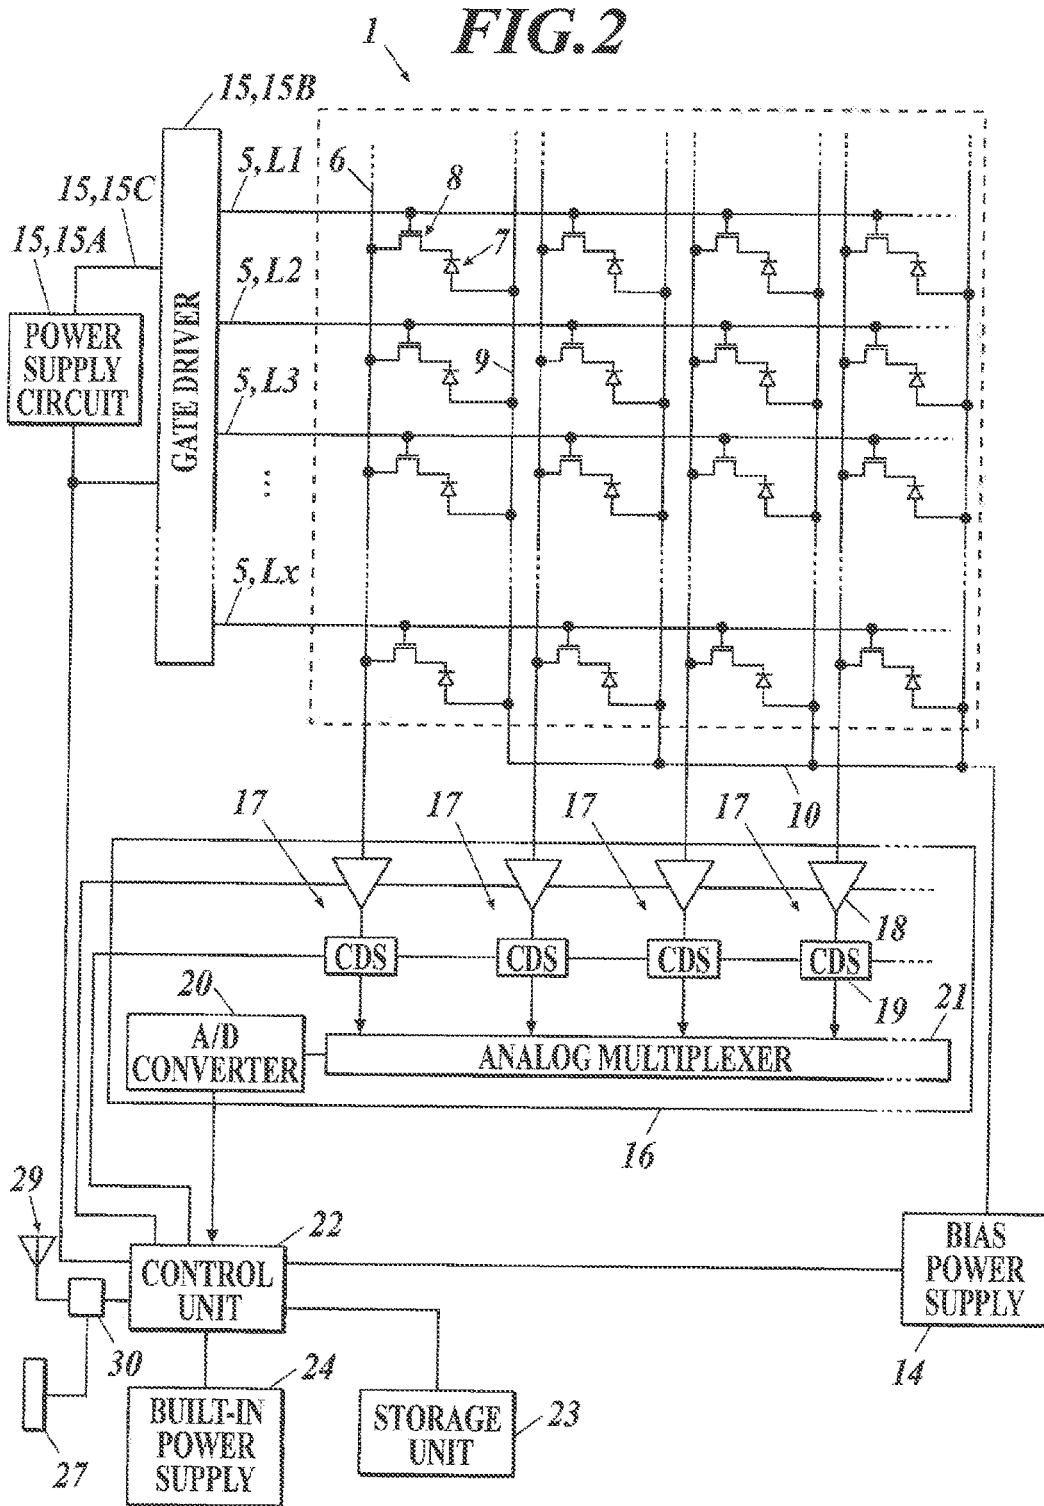 FIG.2
1
15,15B
5,L1
6
8
15,15C
7
15,15A
5,L2
POWER
SUPPLY
CIRCUIT
GATE DRIVER
9
5,L3
5,Lx
10
17
17
17
17
18
CDS
CDS
CDS
CDS
19
20
21
A/D
CONVERTER
ANALOG MULTIPLEXER
16
29
22
CONTROL
UNIT
BIAS
POWER
SUPPLY
30
24
14
27
BUILT-IN
POWER
SUPPLY
STORAGE
UNIT
23